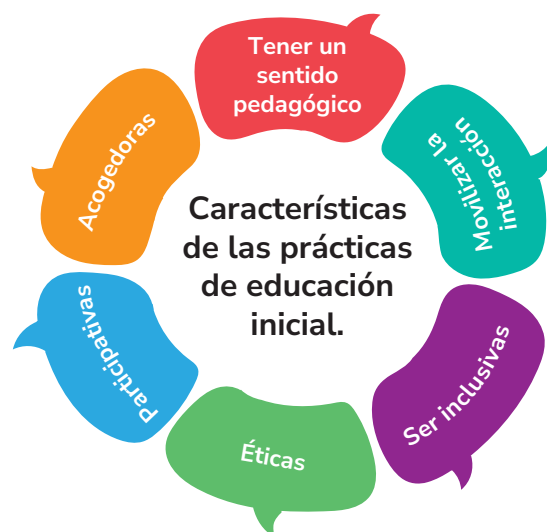 Tener un
sentido
pedagógico
Movilizar la
interacción
Ser inclusivas
Éticas
Participativas
Acogedoras
Características
de las prácticas
de educación
inicial.